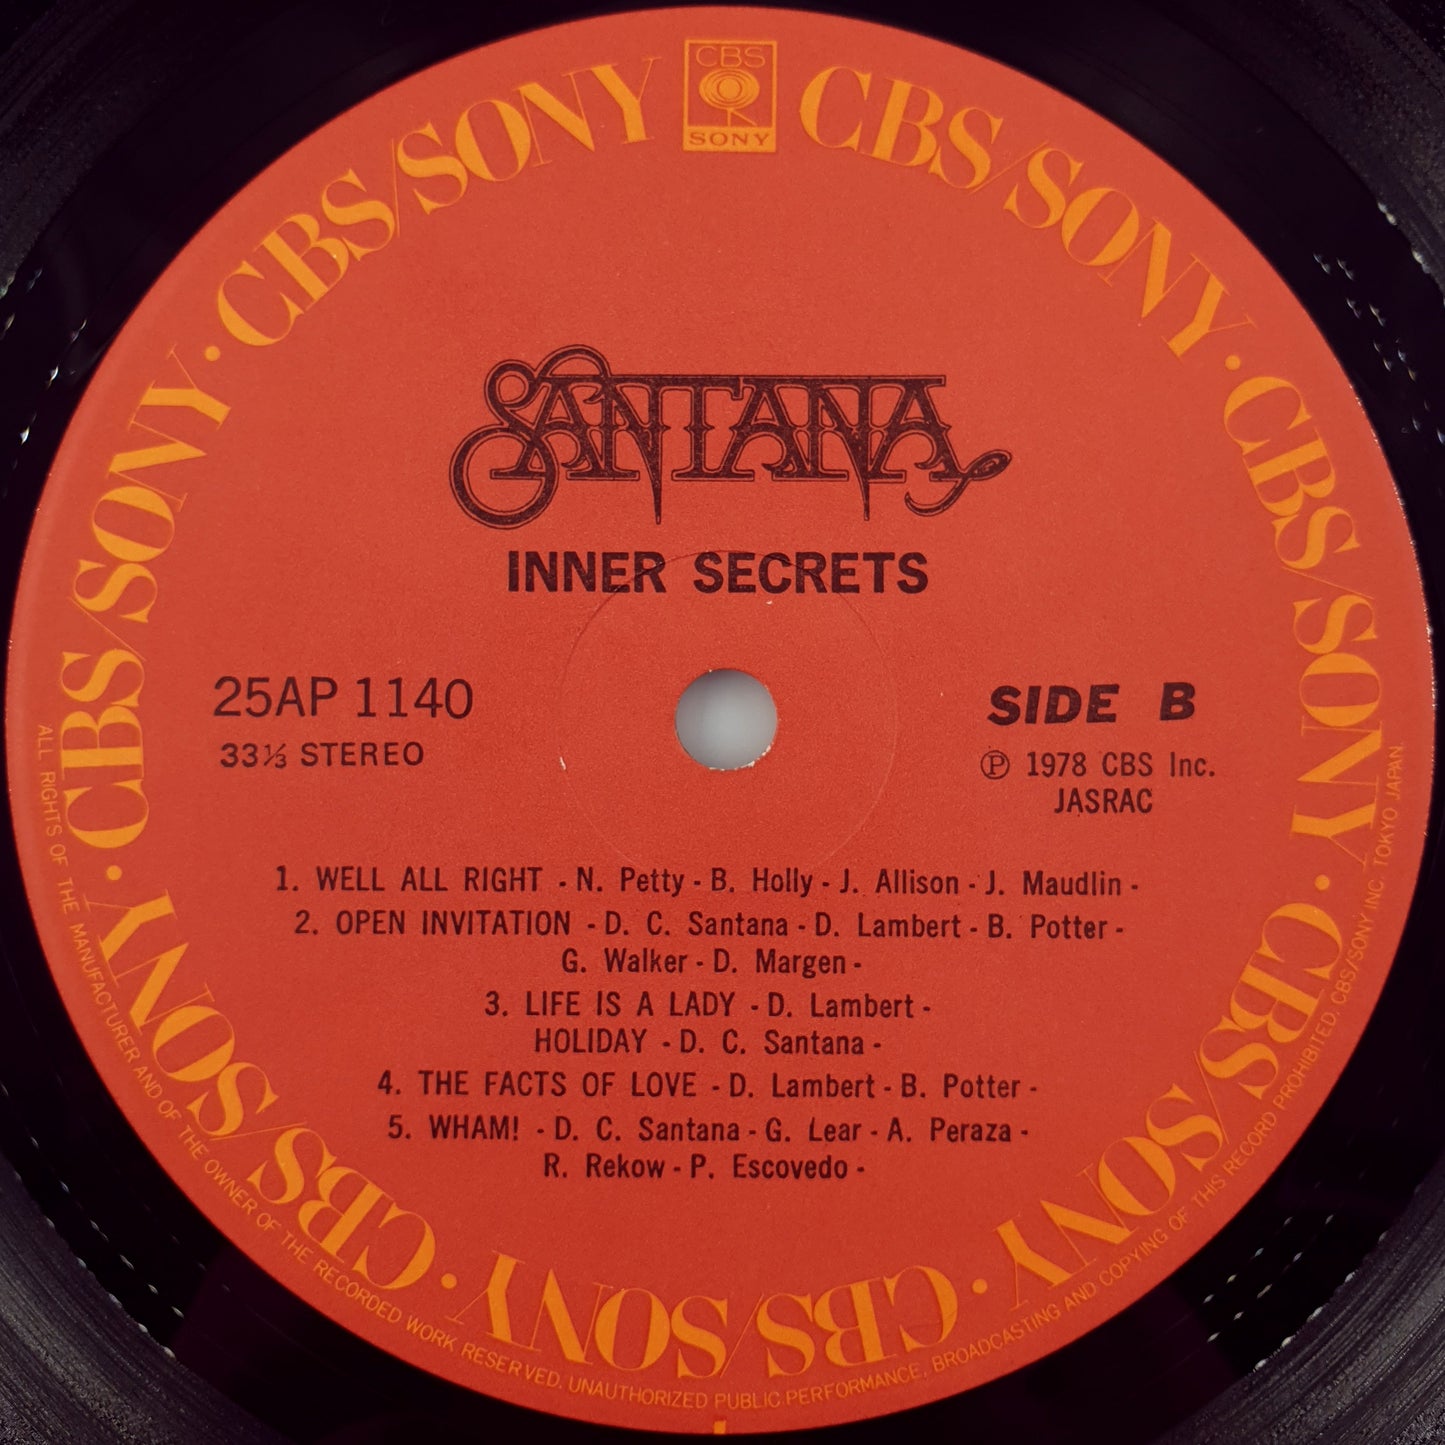 CBS
SONY
CBS/SONY · CBS/SONY · CBS/SONY · CBS/SONY · CBS/SONY · CBS/SONY · CBS/SONY · CBS/SONY
SANTANA
INNER SECRETS
25AP 1140
33⅓ STEREO
SIDE B
Ⓟ 1978 CBS Inc.
JASRAC
1. WELL ALL RIGHT - N. Petty - B. Holly - J. Allison - J. Maudlin -
2. OPEN INVITATION - D. C. Santana - D. Lambert - B. Potter -
G. Walker - D. Margen -
3. LIFE IS A LADY - D. Lambert -
HOLIDAY - D. C. Santana -
4. THE FACTS OF LOVE - D. Lambert - B. Potter -
5. WHAM! - D. C. Santana - G. Lear - A. Peraza -
R. Rekow - P. Escovedo -
ALL RIGHTS OF THE MANUFACTURER AND OF THE OWNER OF THE RECORDED WORK RESERVED. UNAUTHORIZED PUBLIC PERFORMANCE, BROADCASTING AND COPYING OF THIS RECORD PROHIBITED. CBS/SONY INC. TOKYO JAPAN.